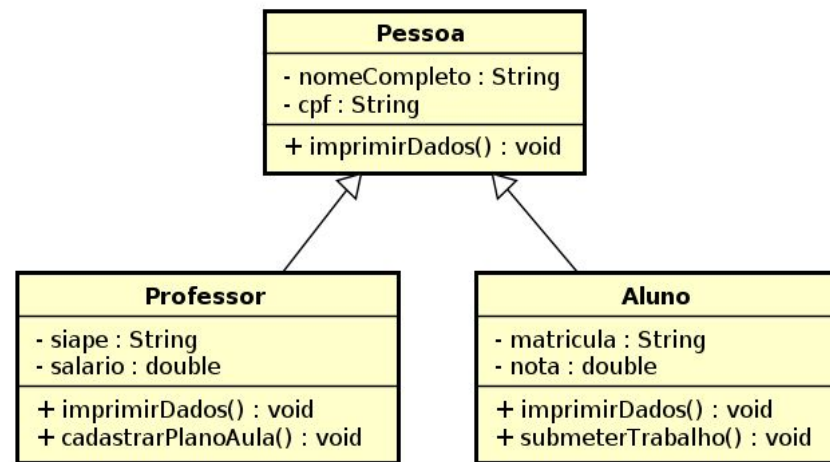 Pessoa
- nomeCompleto : String
- cpf : String
+ imprimirDados() : void
Professor
- siape : String
- salario : double
+ imprimirDados() : void
+ cadastrarPlanoAula() : void
Aluno
- matricula : String
- nota : double
+ imprimirDados() : void
+ submeterTrabalho() : void